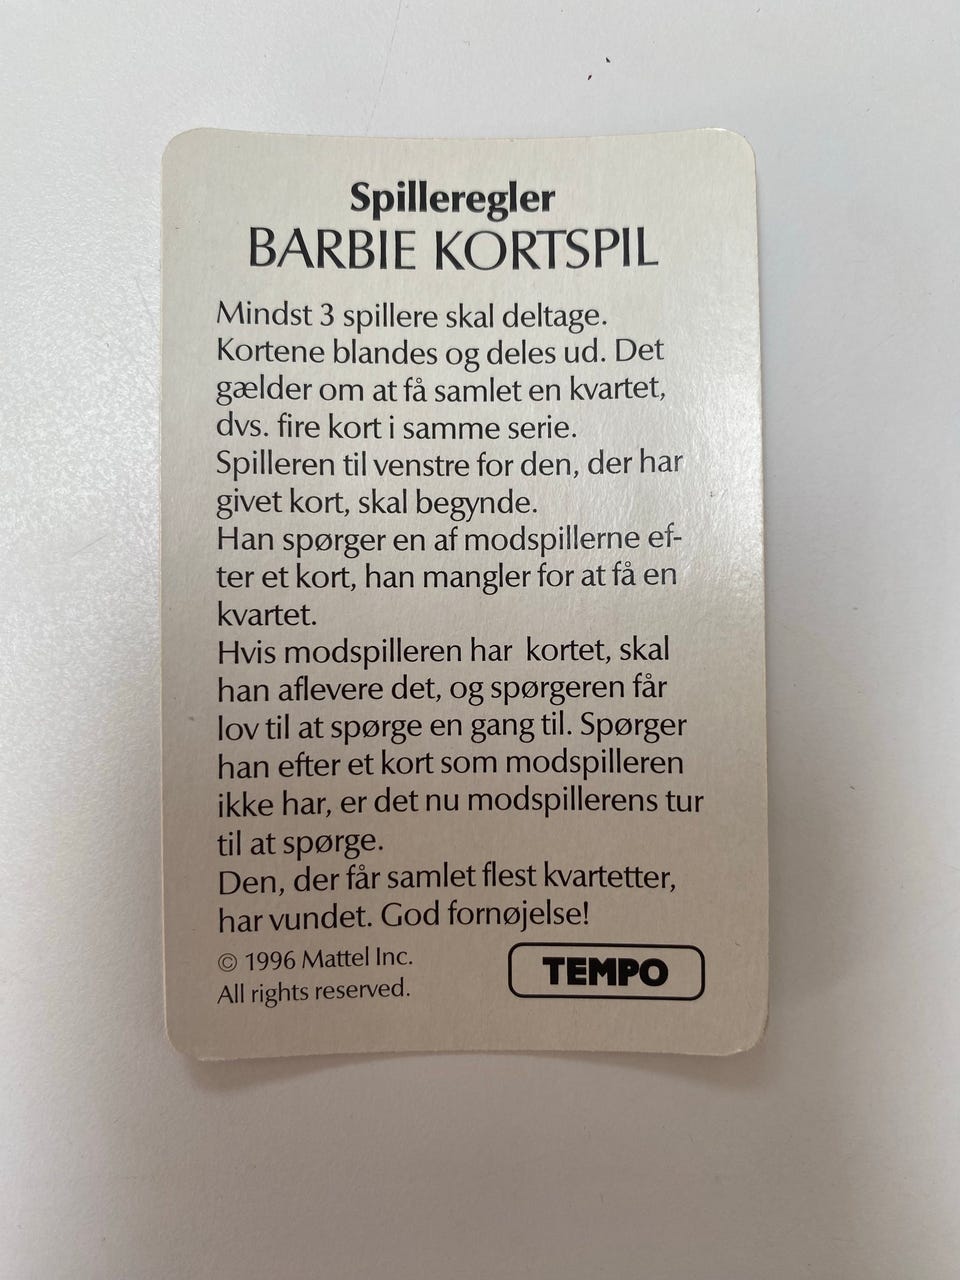 Spilleregler
BARBIE KORTSPIL
Mindst 3 spillere skal deltage.
Kortene blandes og deles ud. Det
gælder om at få samlet en kvartet,
dvs. fire kort i samme serie.
Spilleren til venstre for den, der har
givet kort, skal begynde.
Han spørger en af modspillerne ef-
ter et kort, han mangler for at få en
kvartet.
Hvis modspilleren har kortet, skal
han aflevere det, og spørgeren får
lov til at spørge en gang til. Spørger
han efter et kort som modspilleren
ikke har, er det nu modspillerens tur
til at spørge.
Den, der får samlet flest kvartetter,
har vundet. God fornøjelse!
© 1996 Mattel Inc.
All rights reserved.
TEMPO